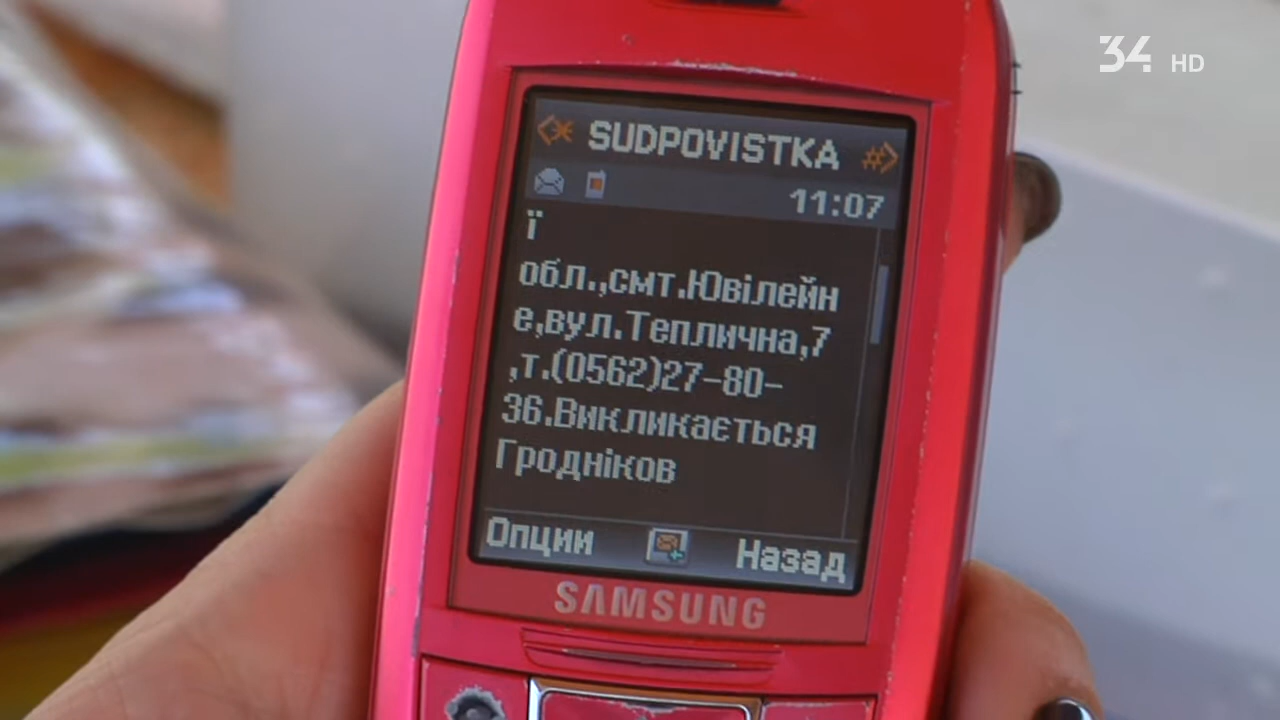 34 HD
SUDPOVISTKA
11:07
ї
обл.,смт.Ювілейн
е,вул.Теплична,7
,т.(0562)27-80-
36.Викликається
Гродніков
Опции Назад
SAMSUNG